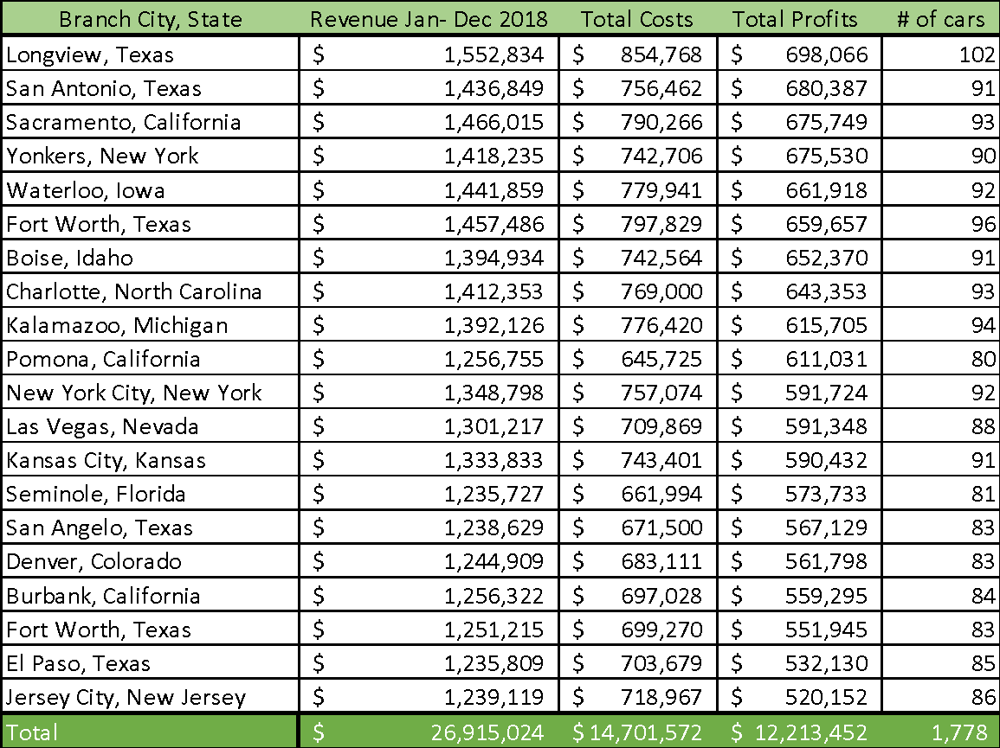 Branch City, State Revenue Jan- Dec 2018 Total Costs Total Profits # of cars
Longview, Texas $ 1,552,834 $ 854,768 $ 698,066 102
San Antonio, Texas $ 1,436,849 $ 756,462 $ 680,387 91
Sacramento, California $ 1,466,015 $ 790,266 $ 675,749 93
Yonkers, New York $ 1,418,235 $ 742,706 $ 675,530 90
Waterloo, Iowa $ 1,441,859 $ 779,941 $ 661,918 92
Fort Worth, Texas $ 1,457,486 $ 797,829 $ 659,657 96
Boise, Idaho $ 1,394,934 $ 742,564 $ 652,370 91
Charlotte, North Carolina $ 1,412,353 $ 769,000 $ 643,353 93
Kalamazoo, Michigan $ 1,392,126 $ 776,420 $ 615,705 94
Pomona, California $ 1,256,755 $ 645,725 $ 611,031 80
New York City, New York $ 1,348,798 $ 757,074 $ 591,724 92
Las Vegas, Nevada $ 1,301,217 $ 709,869 $ 591,348 88
Kansas City, Kansas $ 1,333,833 $ 743,401 $ 590,432 91
Seminole, Florida $ 1,235,727 $ 661,994 $ 573,733 81
San Angelo, Texas $ 1,238,629 $ 671,500 $ 567,129 83
Denver, Colorado $ 1,244,909 $ 683,111 $ 561,798 83
Burbank, California $ 1,256,322 $ 697,028 $ 559,295 84
Fort Worth, Texas $ 1,251,215 $ 699,270 $ 551,945 83
El Paso, Texas $ 1,235,809 $ 703,679 $ 532,130 85
Jersey City, New Jersey $ 1,239,119 $ 718,967 $ 520,152 86
Total $ 26,915,024 $ 14,701,572 $ 12,213,452 1,778